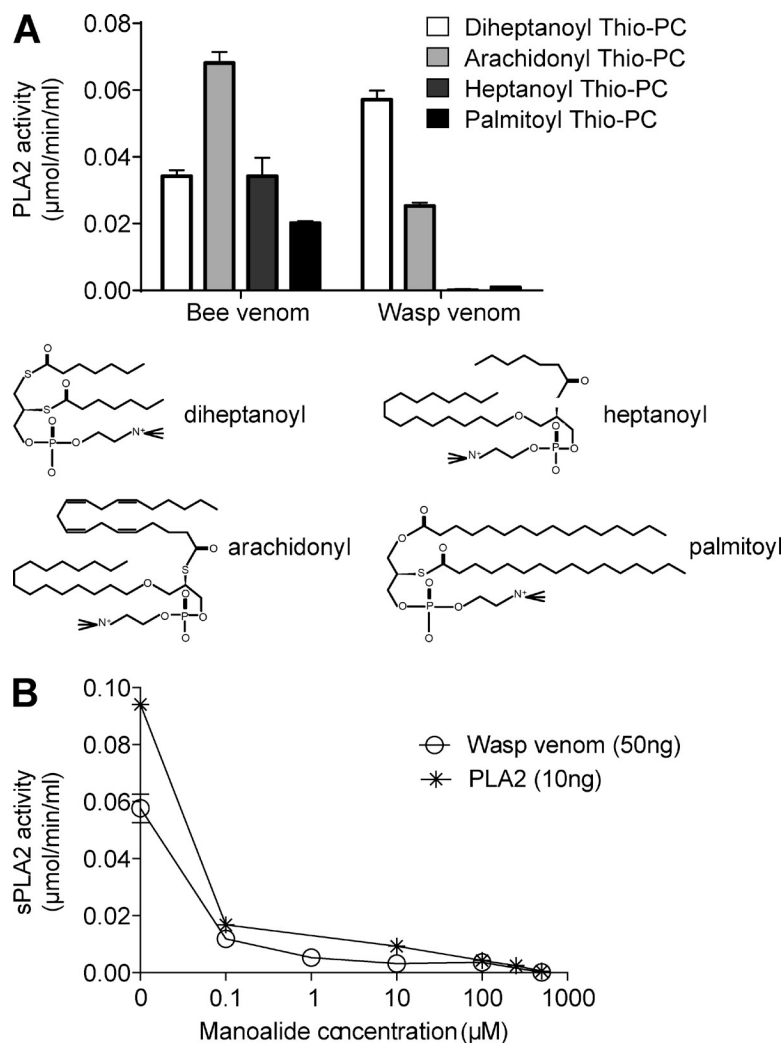 A
Diheptanoyl Thio-PC
Arachidonyl Thio-PC
Heptanoyl Thio-PC
Palmitoyl Thio-PC
PLA2 activity
(µmol/min/ml)
0.08
0.06
0.04
0.02
0.00
Bee venom
Wasp venom
O
S
O
S
O
P
O
O
O
N+
diheptanoyl
O
S
O
O
P
O
O
O
N+
heptanoyl
O
S
O
O
P
O
O
O
N+
arachidonyl
O
O
O
S
O
P
O
O
O
N+
palmitoyl
B
Wasp venom (50ng)
PLA2 (10ng)
sPLA2 activity
(µmol/min/ml)
0.10
0.08
0.06
0.04
0.02
0.00
0
0.1
1
10
100
1000
Manoalide concentration (µM)